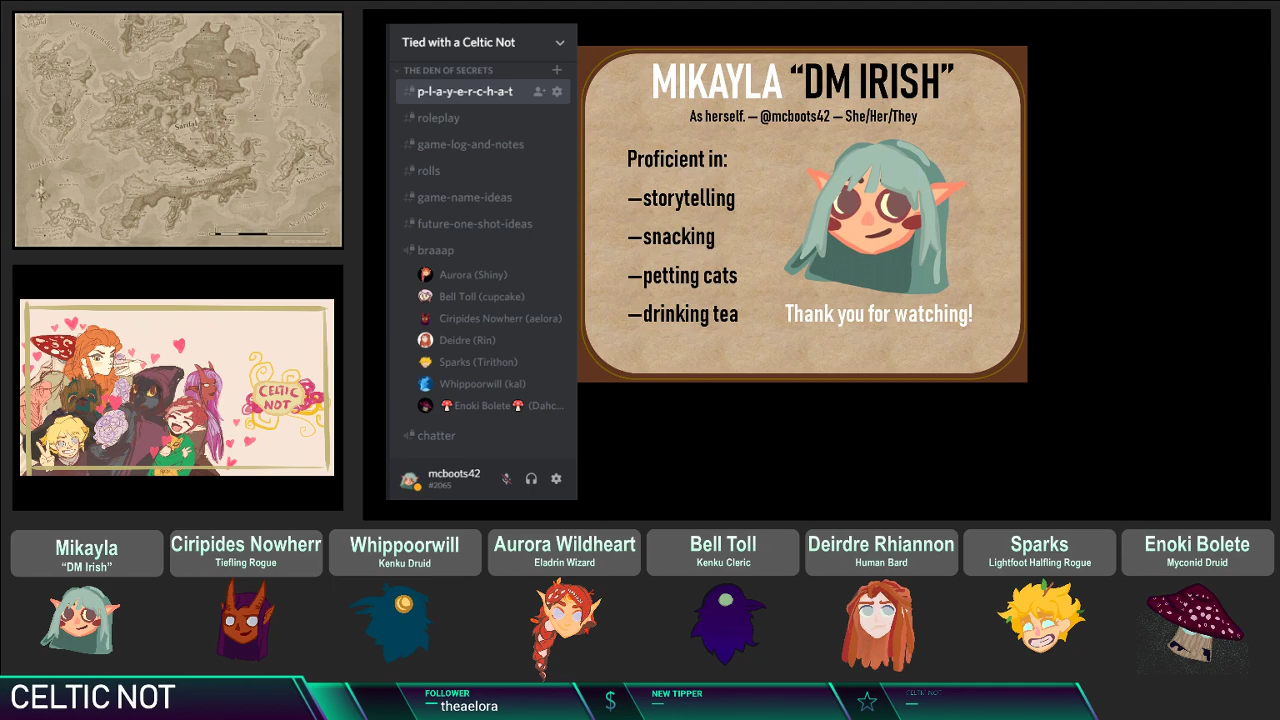 Sarilan
Tied with a Celtic Not
THE DEN OF SECRETS
p-l-a-y-e-r-c-h-a-t
roleplay
game-log-and-notes
rolls
game-name-ideas
future-one-shot-ideas
braaap
Aurora (Shiny)
Bell Toll (cupcake)
Ciripides Nowherr (aelora)
Deidre (Rin)
Sparks (Tirithon)
Whippoorwill (kal)
Enoki Bolete (Dahc...
chatter
mcboots42
#2065
MIKAYLA “DM IRISH”
As herself. — @mcboots42 — She/Her/They
Proficient in:
—storytelling
—snacking
—petting cats
—drinking tea
Thank you for watching!
CELTIC
NOT
Mikayla
“DM Irish”
Ciripides Nowherr
Tiefling Rogue
Whippoorwill
Kenku Druid
Aurora Wildheart
Eladrin Wizard
Bell Toll
Kenku Cleric
Deirdre Rhiannon
Human Bard
Sparks
Lightfoot Halfling Rogue
Enoki Bolete
Myconid Druid
CELTIC NOT
FOLLOWER
theaelora
NEW TIPPER
—
CELTIC NOT
—